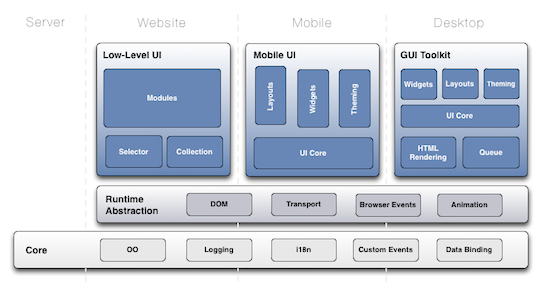 Server Website Mobile Desktop
Low-Level UI Mobile UI GUI Toolkit
Modules
Selector Collection
Layouts Widgets Theming
UI Core
Widgets Layouts Theming
UI Core
HTML
Rendering
Queue
Runtime
Abstraction
DOM Transport Browser Events Animation
Core OO Logging i18n Custom Events Data Binding